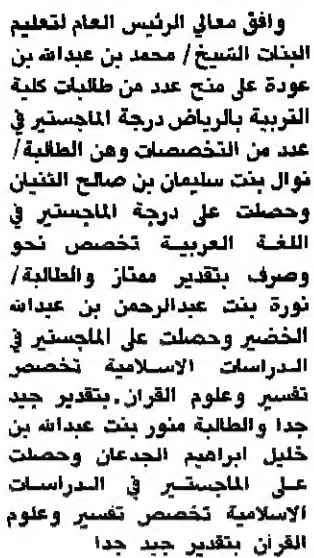 وافق معالي الرئيس العام لتعليم
البنات الشيخ / محمد بن عبدالله بن
عودة على منح عدد من طالبات كلية
التربية بالرياض درجة الماجستير في
عدد من التخصصات وهن الطالبة /
نوال بنت سليمان بن صالح الثنيان
وحصلت على درجة الماجستير في
اللغة العربية تخصص نحو
وصرف بتقدير ممتاز والطالبة /
نورة بنت عبدالرحمن بن عبدالله
الخضير وحصلت على الماجستير في
الدراسات الاسلامية تخصص
تفسير وعلوم القران . بتقدير جيد
جدا والطالبة منور بنت عبدالله بن
خليل ابراهيم الجدعان وحصلت
على الماجستير في الدراسات
الاسلامية تخصص تفسير وعلوم
القران بتقدير جيد جدا